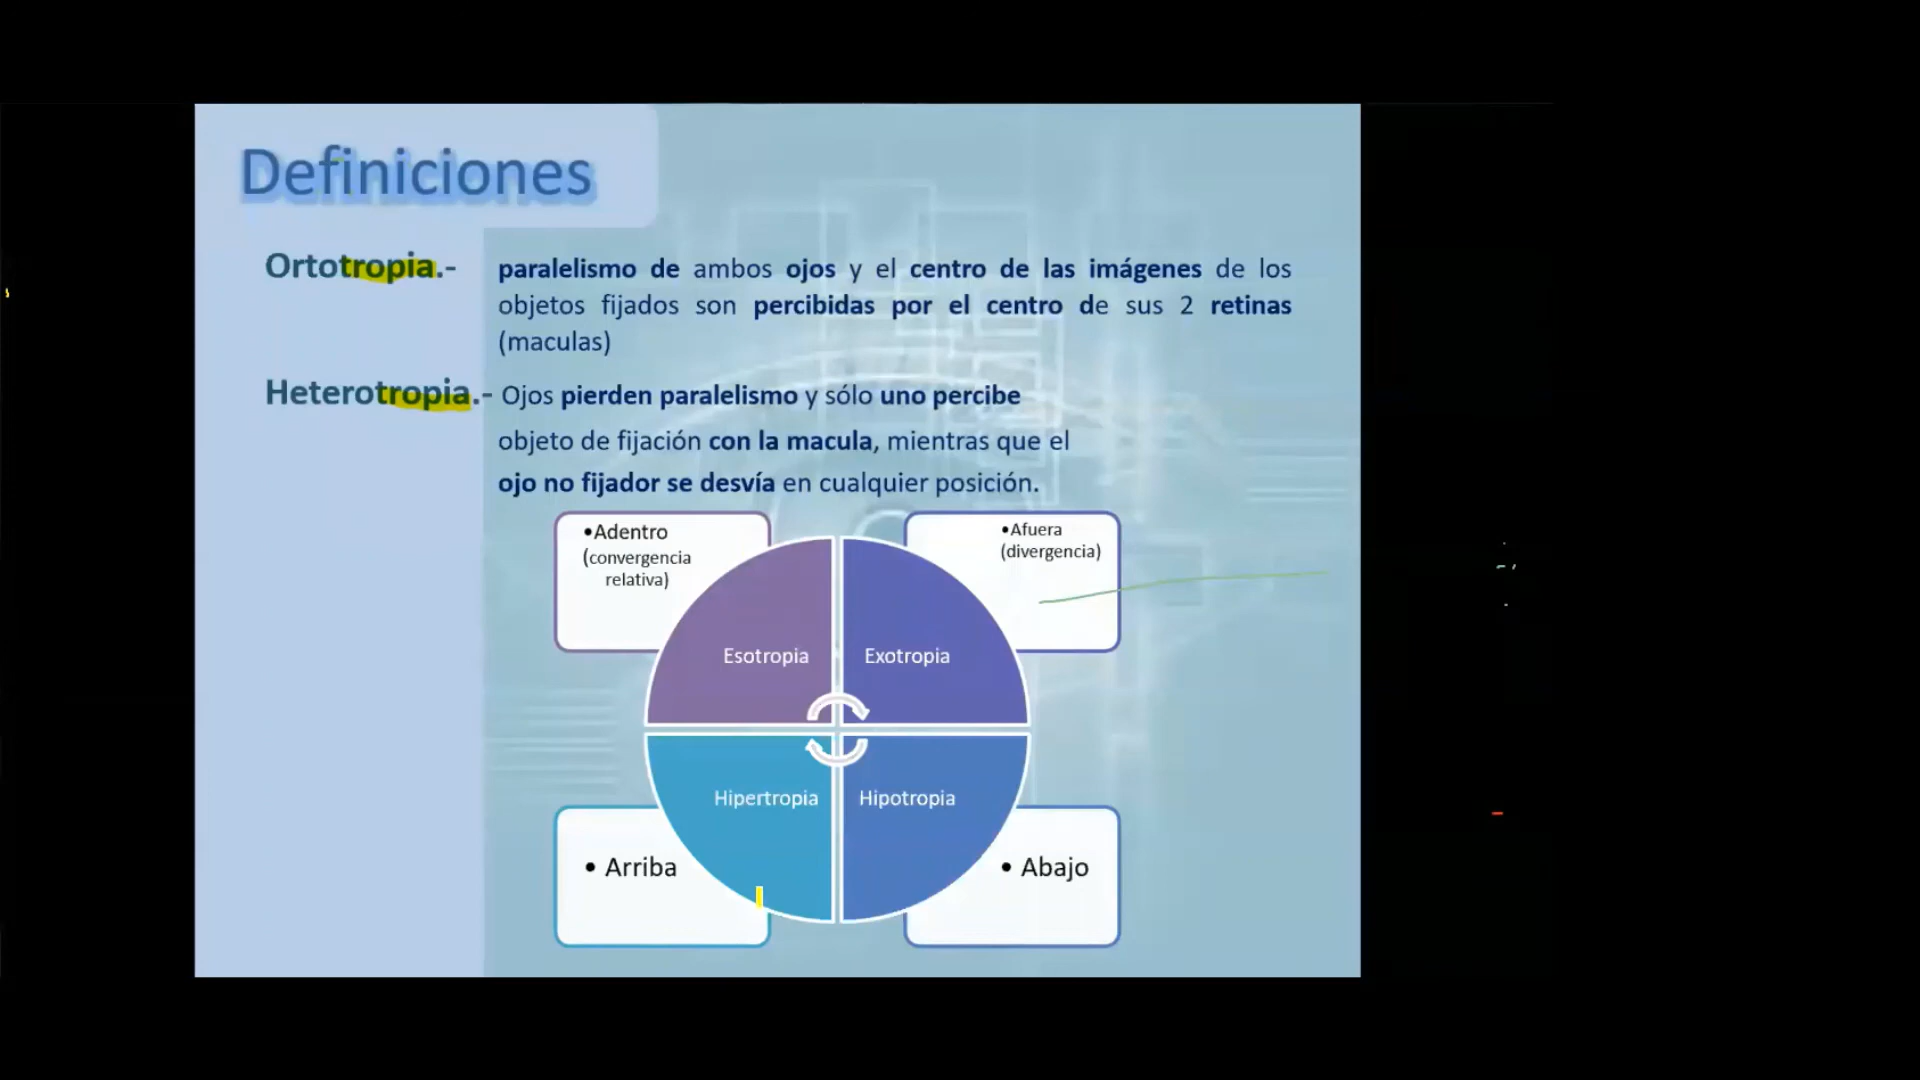 Definiciones
Ortotropia.- paralelismo de ambos ojos y el centro de las imágenes de los
objetos fijados son percibidas por el centro de sus 2 retinas
(maculas)
Heterotropia.- Ojos pierden paralelismo y sólo uno percibe
objeto de fijación con la macula, mientras que el
ojo no fijador se desvía en cualquier posición.
•Adentro
(convergencia
relativa)
•Afuera
(divergencia)
Esotropia
Exotropia
Hipertropia
Hipotropia
• Arriba
• Abajo